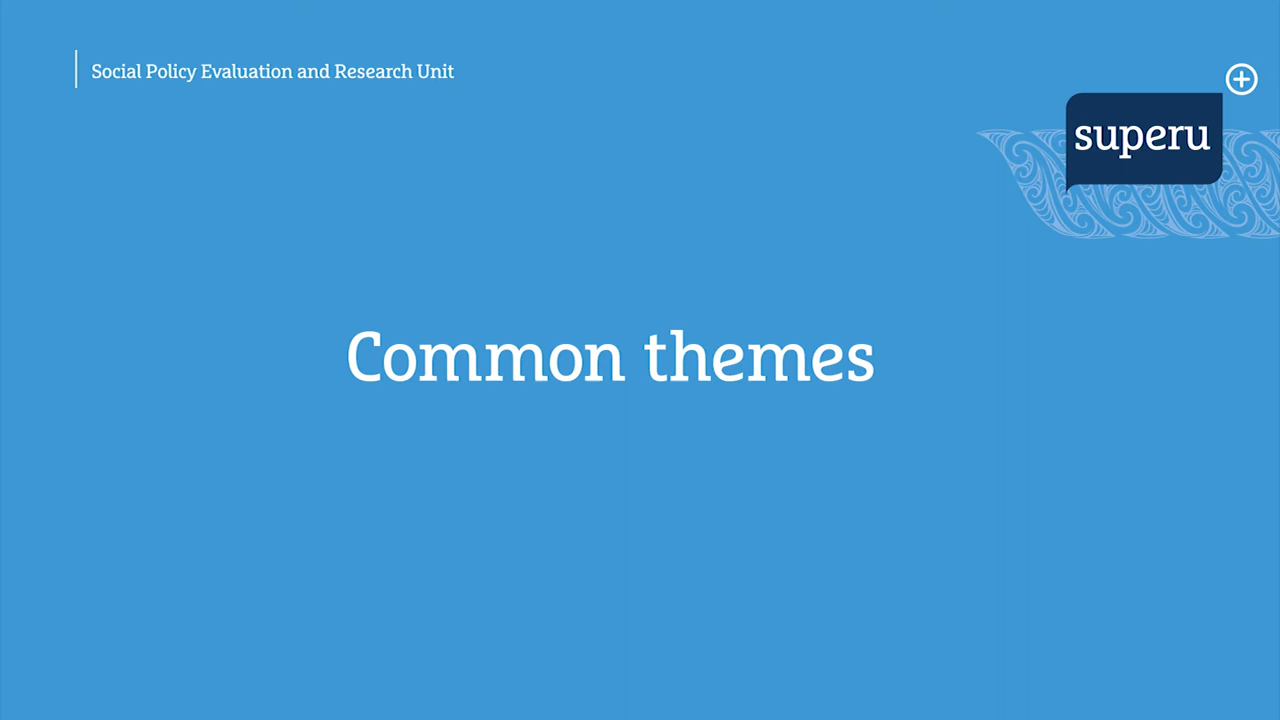 Social Policy Evaluation and Research Unit
superu
Common themes